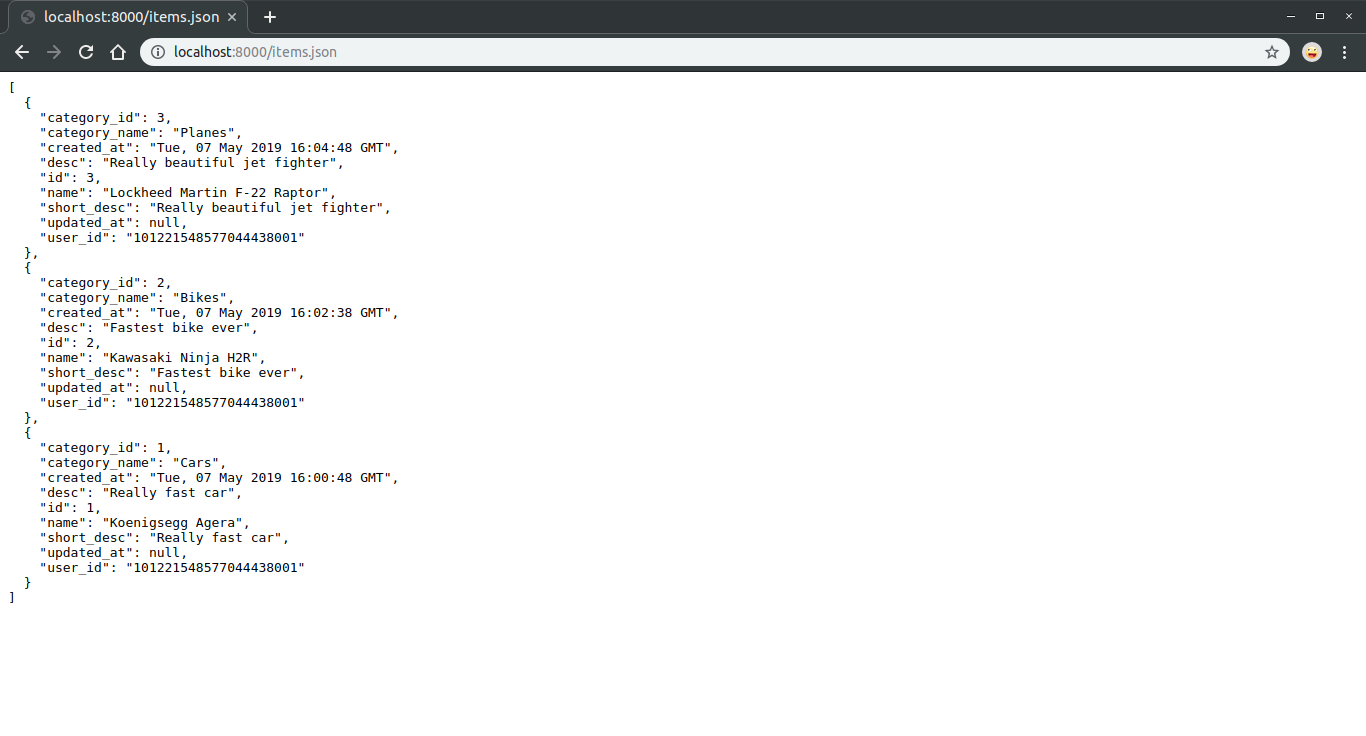 localhost:8000/items.json
localhost:8000/items.json
[
  {
    "category_id": 3,
    "category_name": "Planes",
    "created_at": "Tue, 07 May 2019 16:04:48 GMT",
    "desc": "Really beautiful jet fighter",
    "id": 3,
    "name": "Lockheed Martin F-22 Raptor",
    "short_desc": "Really beautiful jet fighter",
    "updated_at": null,
    "user_id": "101221548577044438001"
  },
  {
    "category_id": 2,
    "category_name": "Bikes",
    "created_at": "Tue, 07 May 2019 16:02:38 GMT",
    "desc": "Fastest bike ever",
    "id": 2,
    "name": "Kawasaki Ninja H2R",
    "short_desc": "Fastest bike ever",
    "updated_at": null,
    "user_id": "101221548577044438001"
  },
  {
    "category_id": 1,
    "category_name": "Cars",
    "created_at": "Tue, 07 May 2019 16:00:48 GMT",
    "desc": "Really fast car",
    "id": 1,
    "name": "Koenigsegg Agera",
    "short_desc": "Really fast car",
    "updated_at": null,
    "user_id": "101221548577044438001"
  }
]